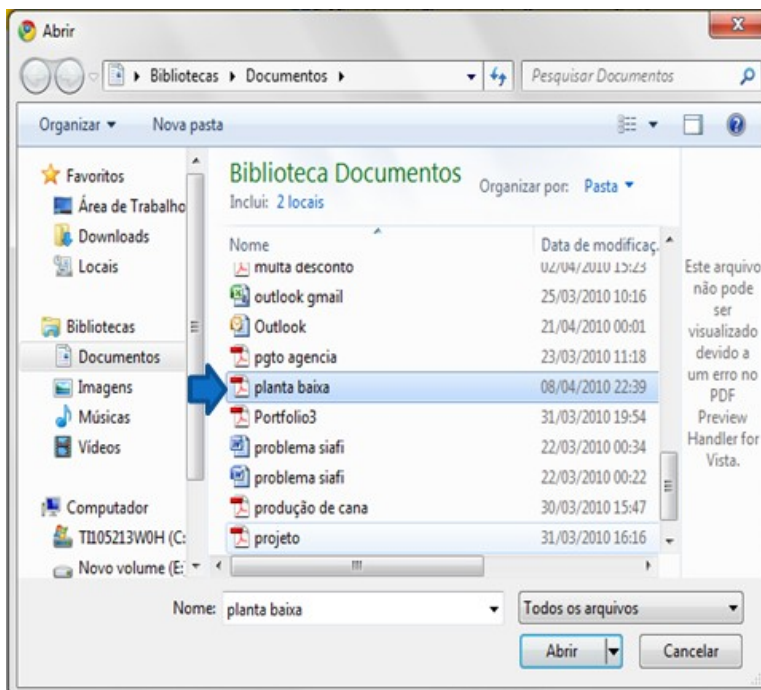 Abrir
Bibliotecas Documentos
Pesquisar Documentos
Organizar Nova pasta
Favoritos
Área de Trabalho
Downloads
Locais
Bibliotecas
Documentos
Imagens
Músicas
Vídeos
Computador
TI105213W0H (C:
Novo volume (E:
Biblioteca Documentos
Inclui: 2 locais
Organizar por: Pasta
Nome Data de modificaç.
multa desconto 02/04/2010 15:23
outlook gmail 25/03/2010 10:16
Outlook 21/04/2010 00:01
pgto agencia 23/03/2010 11:18
planta baixa 08/04/2010 22:39
Portfolio3 31/03/2010 19:54
problema siafi 22/03/2010 00:34
problema siafi 22/03/2010 00:22
produção de cana 30/03/2010 15:47
projeto 31/03/2010 16:16
Este arquivo
não pode
ser
visualizado
devido a
um erro no
PDF
Preview
Handler for
Vista.
Nome: planta baixa
Todos os arquivos
Abrir Cancelar